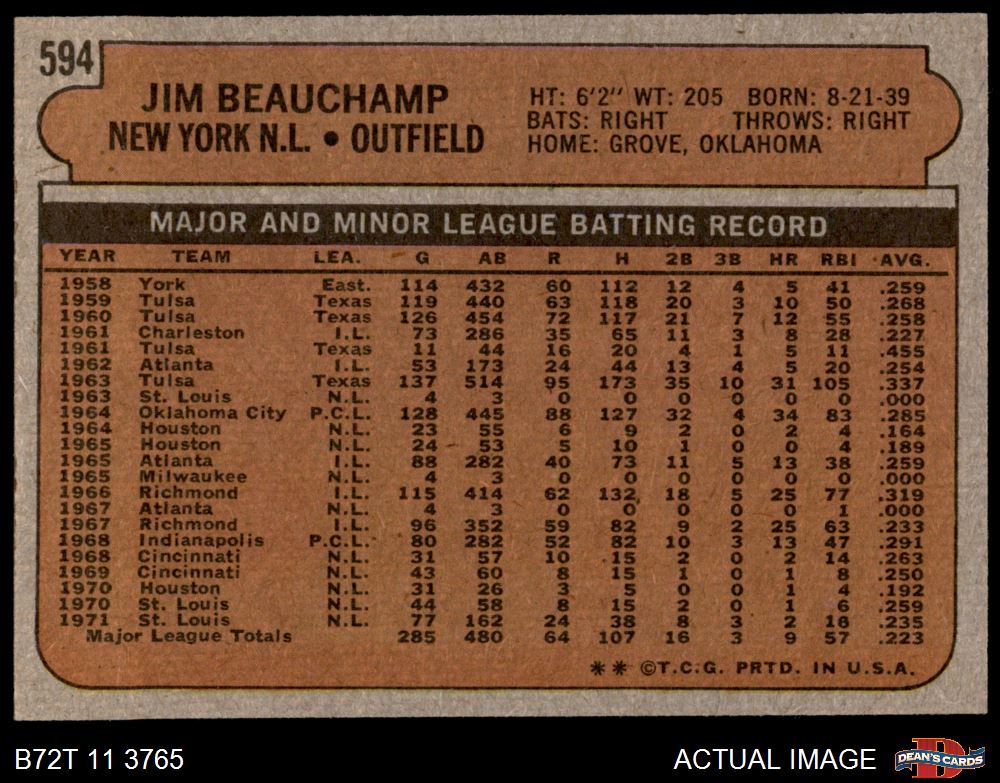 594
JIM BEAUCHAMP
NEW YORK N.L. • OUTFIELD
HT: 6'2" WT: 205 BORN: 8-21-39
BATS: RIGHT THROWS: RIGHT
HOME: GROVE, OKLAHOMA
MAJOR AND MINOR LEAGUE BATTING RECORD
YEAR TEAM LEA. G AB R H 2B 3B HR RBI AVG.
1958 York East. 114 432 60 112 12 4 5 41 .259
1959 Tulsa Texas 119 440 63 118 20 3 10 50 .268
1960 Tulsa Texas 126 454 72 117 21 7 12 55 .258
1961 Charleston I.L. 73 286 35 65 11 3 8 28 .227
1961 Tulsa Texas 11 44 16 20 4 1 5 11 .455
1962 Atlanta I.L. 53 173 24 44 13 4 5 20 .254
1963 Tulsa Texas 137 514 95 173 35 10 31 105 .337
1963 St. Louis N.L. 4 3 0 0 0 0 0 0 .000
1964 Oklahoma City P.C.L. 128 445 88 127 32 4 34 83 .285
1964 Houston N.L. 23 55 6 9 2 0 2 4 .164
1965 Houston N.L. 24 53 5 10 1 0 0 4 .189
1965 Atlanta I.L. 88 282 40 73 11 5 13 38 .259
1965 Milwaukee N.L. 4 3 0 0 0 0 0 0 .000
1966 Richmond I.L. 115 414 62 132 18 5 25 77 .319
1967 Atlanta N.L. 4 3 0 0 0 0 0 1 .000
1967 Richmond I.L. 96 352 59 82 9 2 25 63 .233
1968 Indianapolis P.C.L. 80 282 52 82 10 3 13 47 .291
1968 Cincinnati N.L. 31 57 10 15 2 0 2 14 .263
1969 Cincinnati N.L. 43 60 8 15 1 0 1 8 .250
1970 Houston N.L. 31 26 3 5 0 0 1 4 .192
1970 St. Louis N.L. 44 58 8 15 2 0 1 6 .259
1971 St. Louis N.L. 77 162 24 38 8 3 2 16 .235
Major League Totals 285 480 64 107 16 3 9 57 .223
** ©T.C.G. PRTD. IN U.S.A.
B72T 11 3765 ACTUAL IMAGE D DEAN'S CARDS